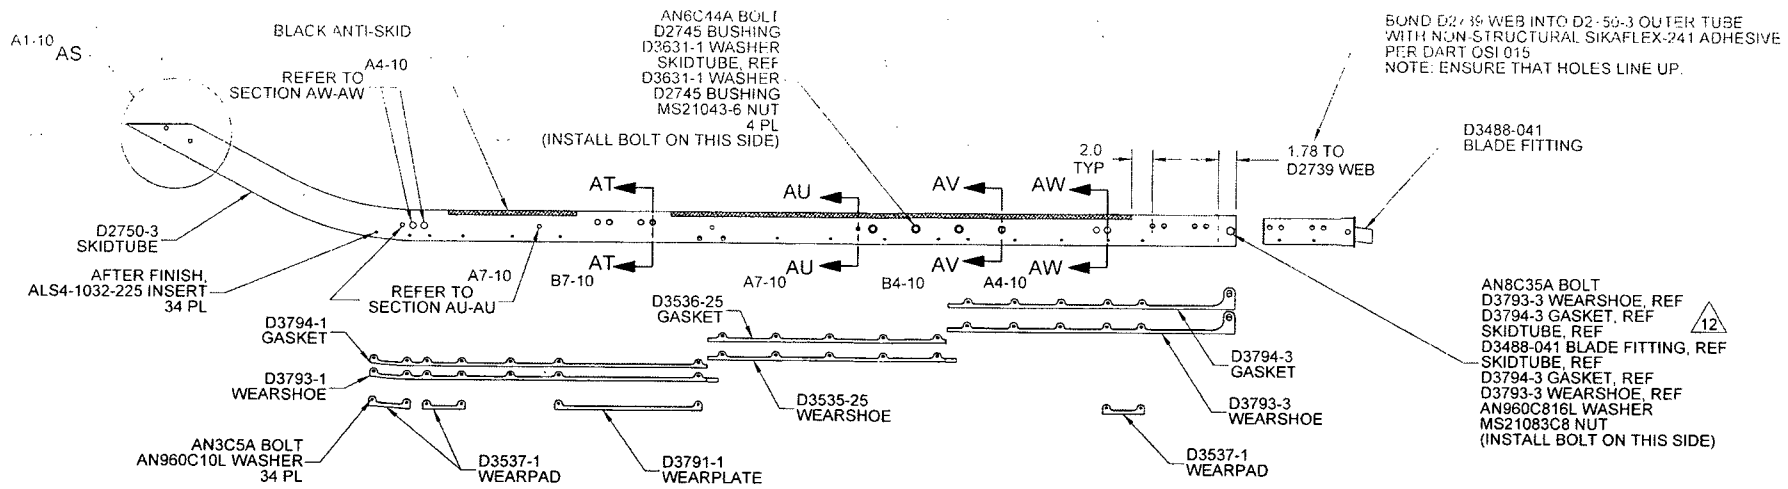 A1-10
AS
BLACK ANTI-SKID
A4-10
REFER TO
SECTION AW-AW
AN6C44A BOLT
D2745 BUSHING
D3631-1 WASHER
SKIDTUBE, REF
D3631-1 WASHER
D2745 BUSHING
MS21043-6 NUT
4 PL
(INSTALL BOLT ON THIS SIDE)
BOND D2739 WEB INTO D2750-3 OUTER TUBE
WITH NON-STRUCTURAL SIKAFLEX-241 ADHESIVE
PER DART OSI 015
NOTE: ENSURE THAT HOLES LINE UP.
D3488-041
BLADE FITTING
2.0
TYP
1.78 TO
D2739 WEB
AT
AU
AV
AW
D2750-3
SKIDTUBE
AFTER FINISH,
ALS4-1032-225 INSERT
34 PL
REFER TO
SECTION AU-AU
A7-10
AT
B7-10
A7-10
AU
B4-10
AV
A4-10
AW
D3794-1
GASKET
D3793-1
WEARSHOE
D3536-25
GASKET
D3535-25
WEARSHOE
D3794-3
GASKET
D3793-3
WEARSHOE
AN3C5A BOLT
AN960C10L WASHER
34 PL
D3537-1
WEARPAD
D3791-1
WEARPLATE
D3537-1
WEARPAD
AN8C35A BOLT
D3793-3 WEARSHOE, REF
D3794-3 GASKET, REF
SKIDTUBE, REF
D3488-041 BLADE FITTING, REF
SKIDTUBE, REF
D3794-3 GASKET, REF
D3793-3 WEARSHOE, REF
AN960C816L WASHER
MS21083C8 NUT
(INSTALL BOLT ON THIS SIDE)
12